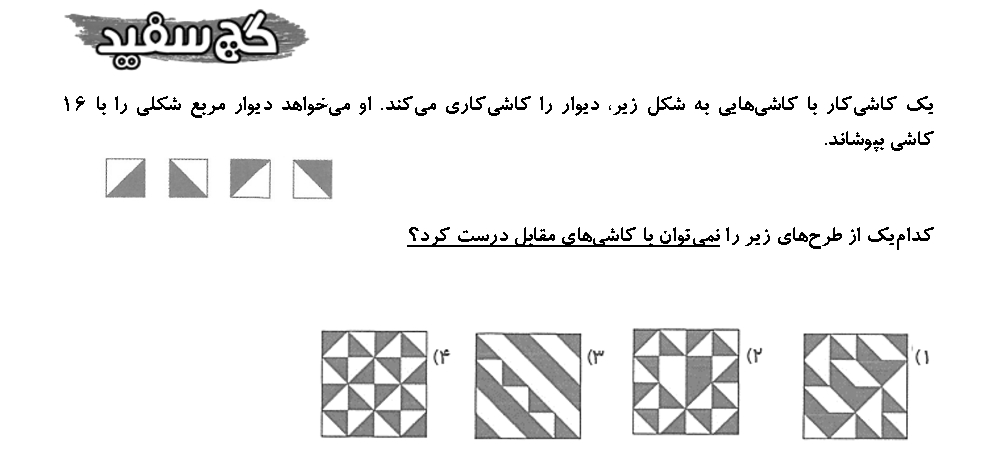 گچ سفید
یک کاشی‌کار با کاشی‌هایی به شکل زیر، دیوار را کاشی‌کاری می‌کند. او می‌خواهد دیوار مربع شکلی را با ۱۶
کاشی بپوشاند.
کدام‌یک از طرح‌های زیر را نمی‌توان با کاشی‌های مقابل درست کرد؟
۱) ۲) ۳) ۴)